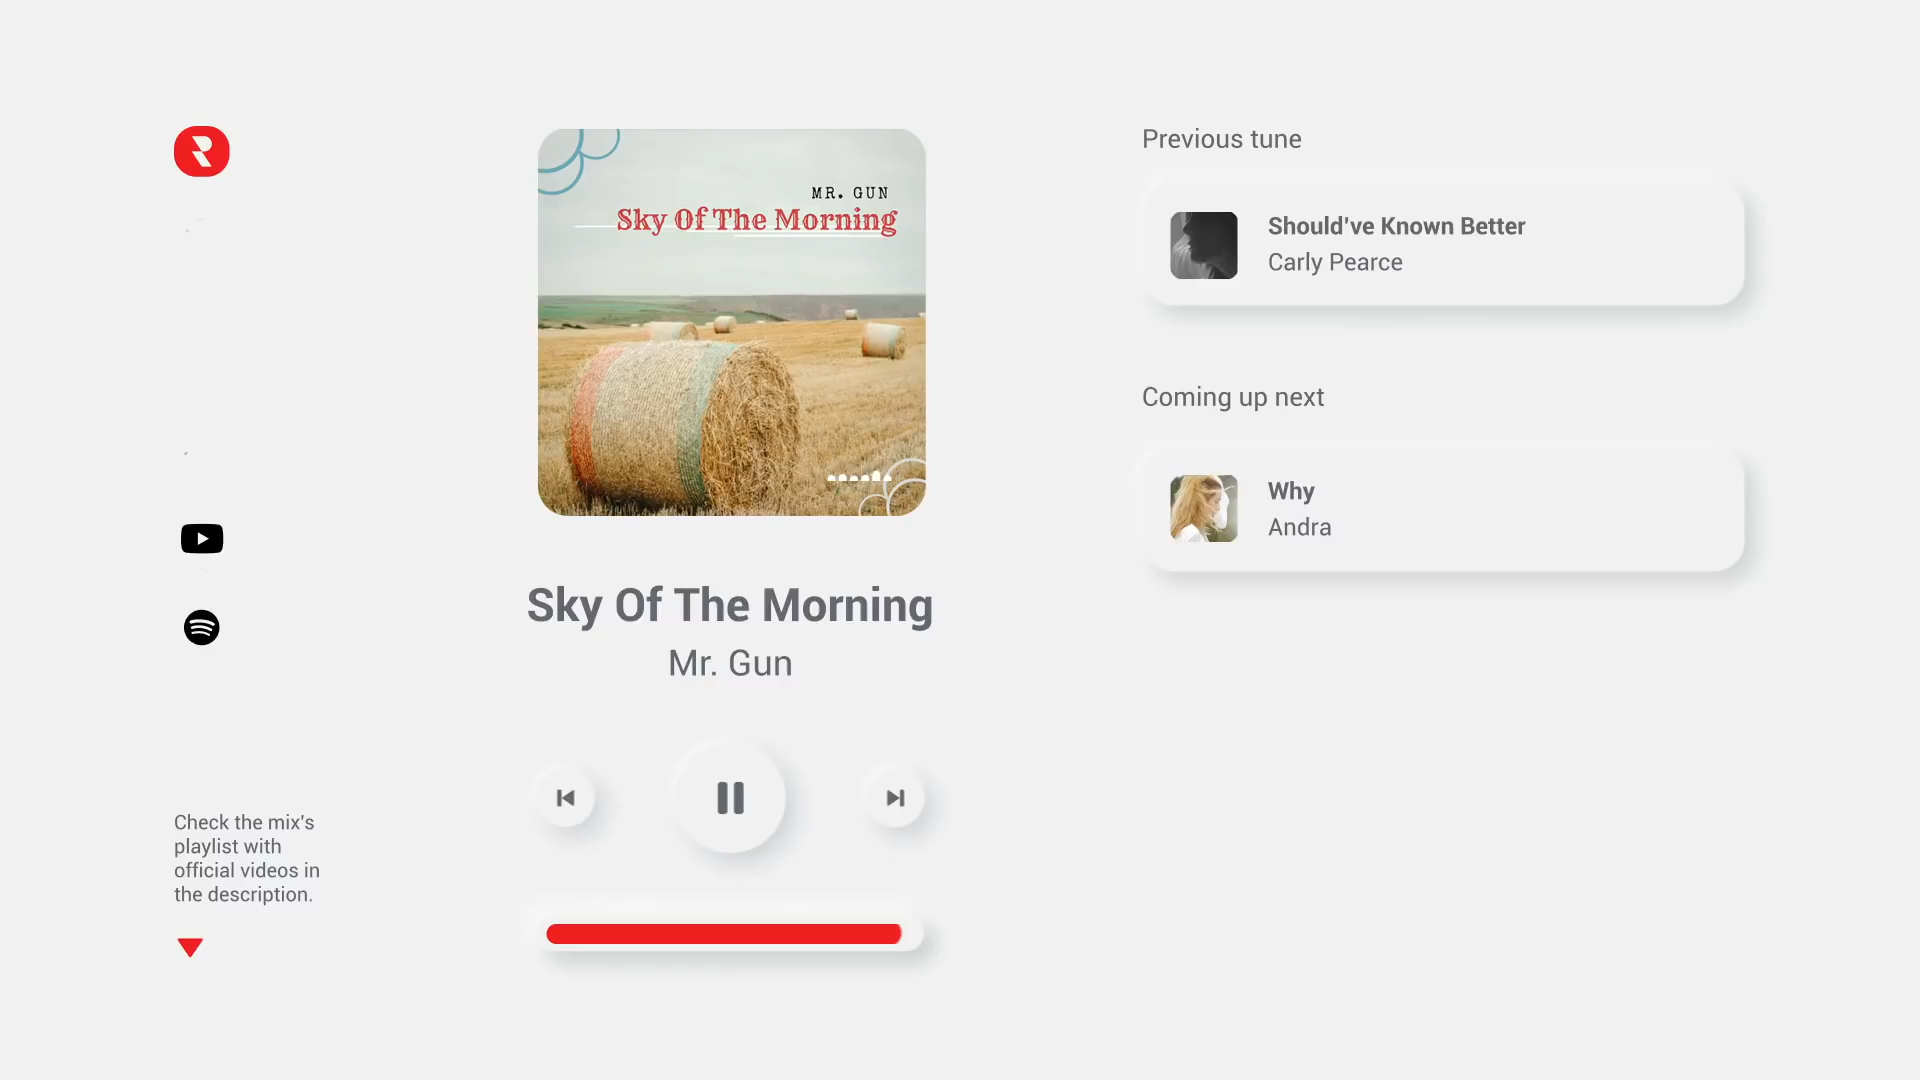 R
MR. GUN
Sky Of The Morning
Sky Of The Morning
Mr. Gun
Previous tune
Should've Known Better
Carly Pearce
Coming up next
Why
Andra
Check the mix's
playlist with
official videos in
the description.